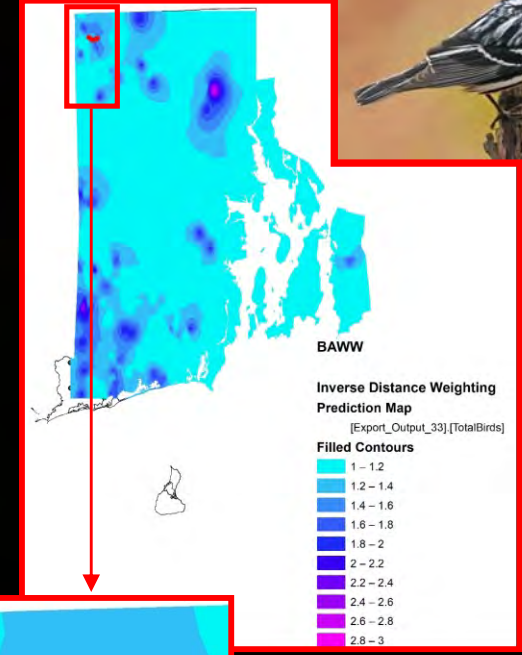 BAWW
Inverse Distance Weighting
Prediction Map
[Export_Output_33].[TotalBirds]
Filled Contours
1 – 1.2
1.2 – 1.4
1.4 – 1.6
1.6 – 1.8
1.8 – 2
2 – 2.2
2.2 – 2.4
2.4 – 2.6
2.6 – 2.8
2.8 – 3